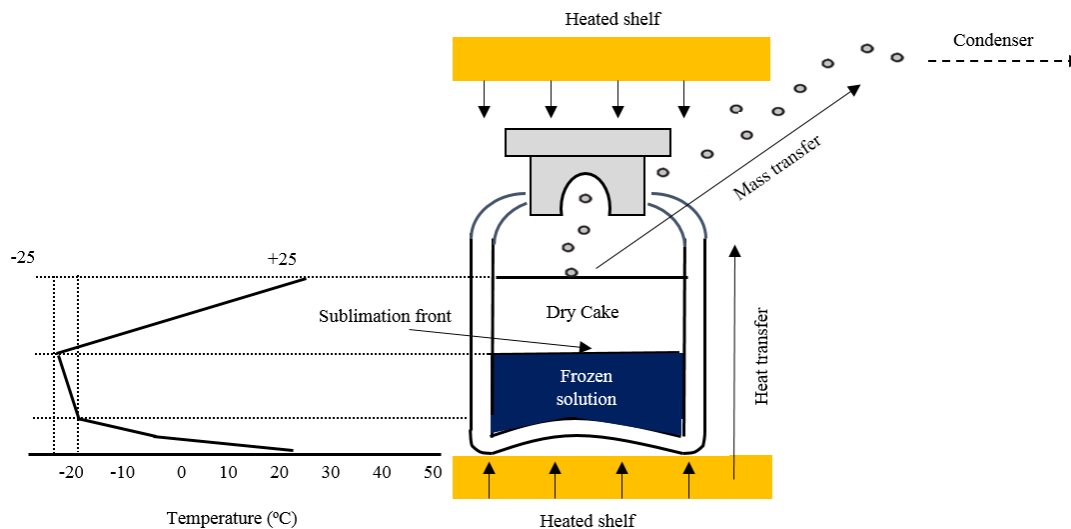 Heated shelf
Condenser
Mass transfer
-25
+25
Dry Cake
Sublimation front
Heat transfer
Frozen
solution
-20 -10 0 10 20 30 40 50
Temperature (ºC)
Heated shelf